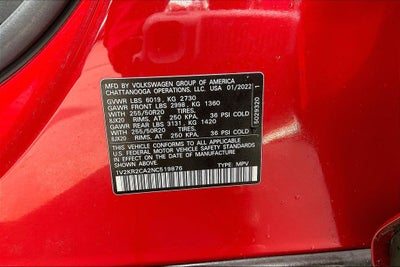 MFD. BY VOLKSWAGEN GROUP OF AMERICA
CHATTANOOGA OPERATIONS, LLC. USA 01/2022
GVWR LBS 6019, KG 2730
GAWR FRONT LBS 2998, KG 1360
WITH 255/50R20 TIRES,
8JX20 RIMS, AT 250 KPA, 36 PSI COLD
GAWR REAR LBS 3131, KG 1420
WITH 255/50R20 TIRES,
8JX20 RIMS, AT 250 KPA, 36 PSI COLD
THIS VEHICLE CONFORMS TO ALL APPLICABLE
FEDERAL MOTOR VEHICLE SAFETY STANDARDS
IN EFFECT ON THE DATE OF MANUFACTURE
SHOWN ABOVE.
1V2KR2CA2NC519876 TYPE: MPV
5029320 1